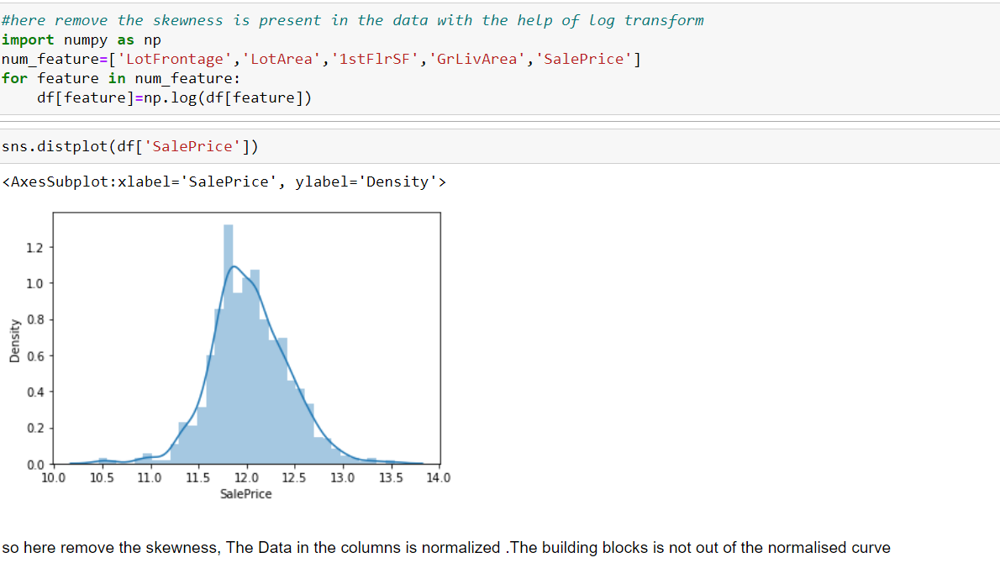 #here remove the skewness is present in the data with the help of log transform
import numpy as np
num_feature=['LotFrontage','LotArea','1stFlrSF','GrLivArea','SalePrice']
for feature in num_feature:
    df[feature]=np.log(df[feature])
sns.distplot(df['SalePrice'])
<AxesSubplot:xlabel='SalePrice', ylabel='Density'>
1.2
1.0
0.8
0.6
0.4
0.2
0.0
Density
10.0 10.5 11.0 11.5 12.0 12.5 13.0 13.5 14.0
SalePrice
so here remove the skewness, The Data in the columns is normalized .The building blocks is not out of the normalised curve